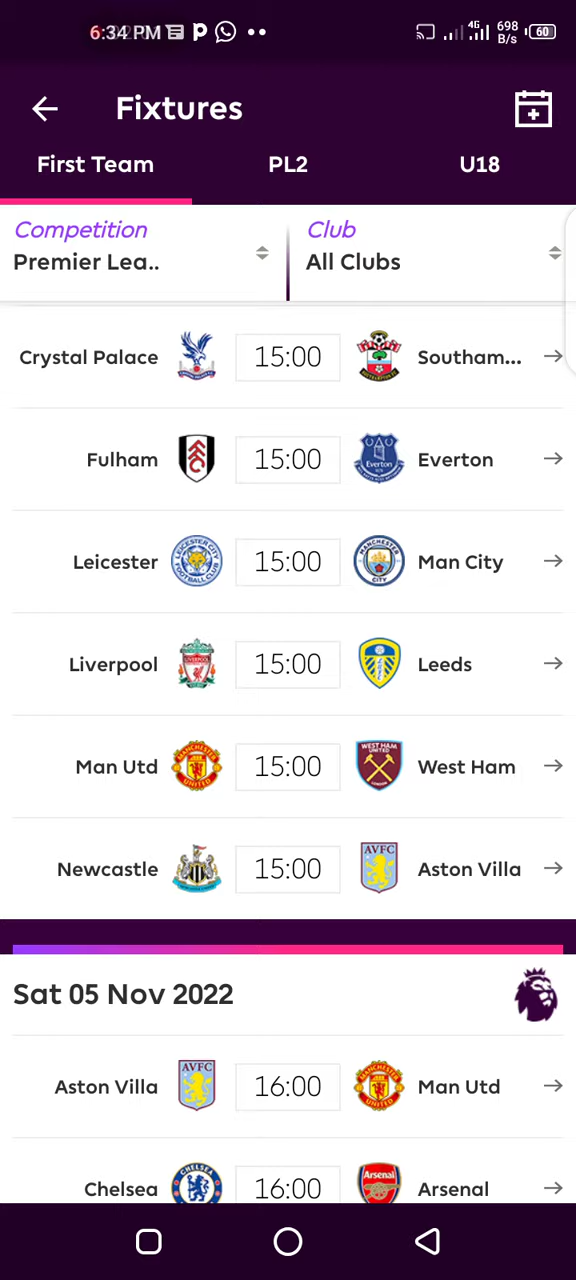 6:34 PM 4G 698 B/s 60
Fixtures
First Team PL2 U18
Competition Club
Premier Lea.. All Clubs
Crystal Palace 15:00 Southam...
Fulham 15:00 Everton
Leicester 15:00 Man City
Liverpool 15:00 Leeds
Man Utd 15:00 West Ham
Newcastle 15:00 Aston Villa
Sat 05 Nov 2022
Aston Villa 16:00 Man Utd
Chelsea 16:00 Arsenal